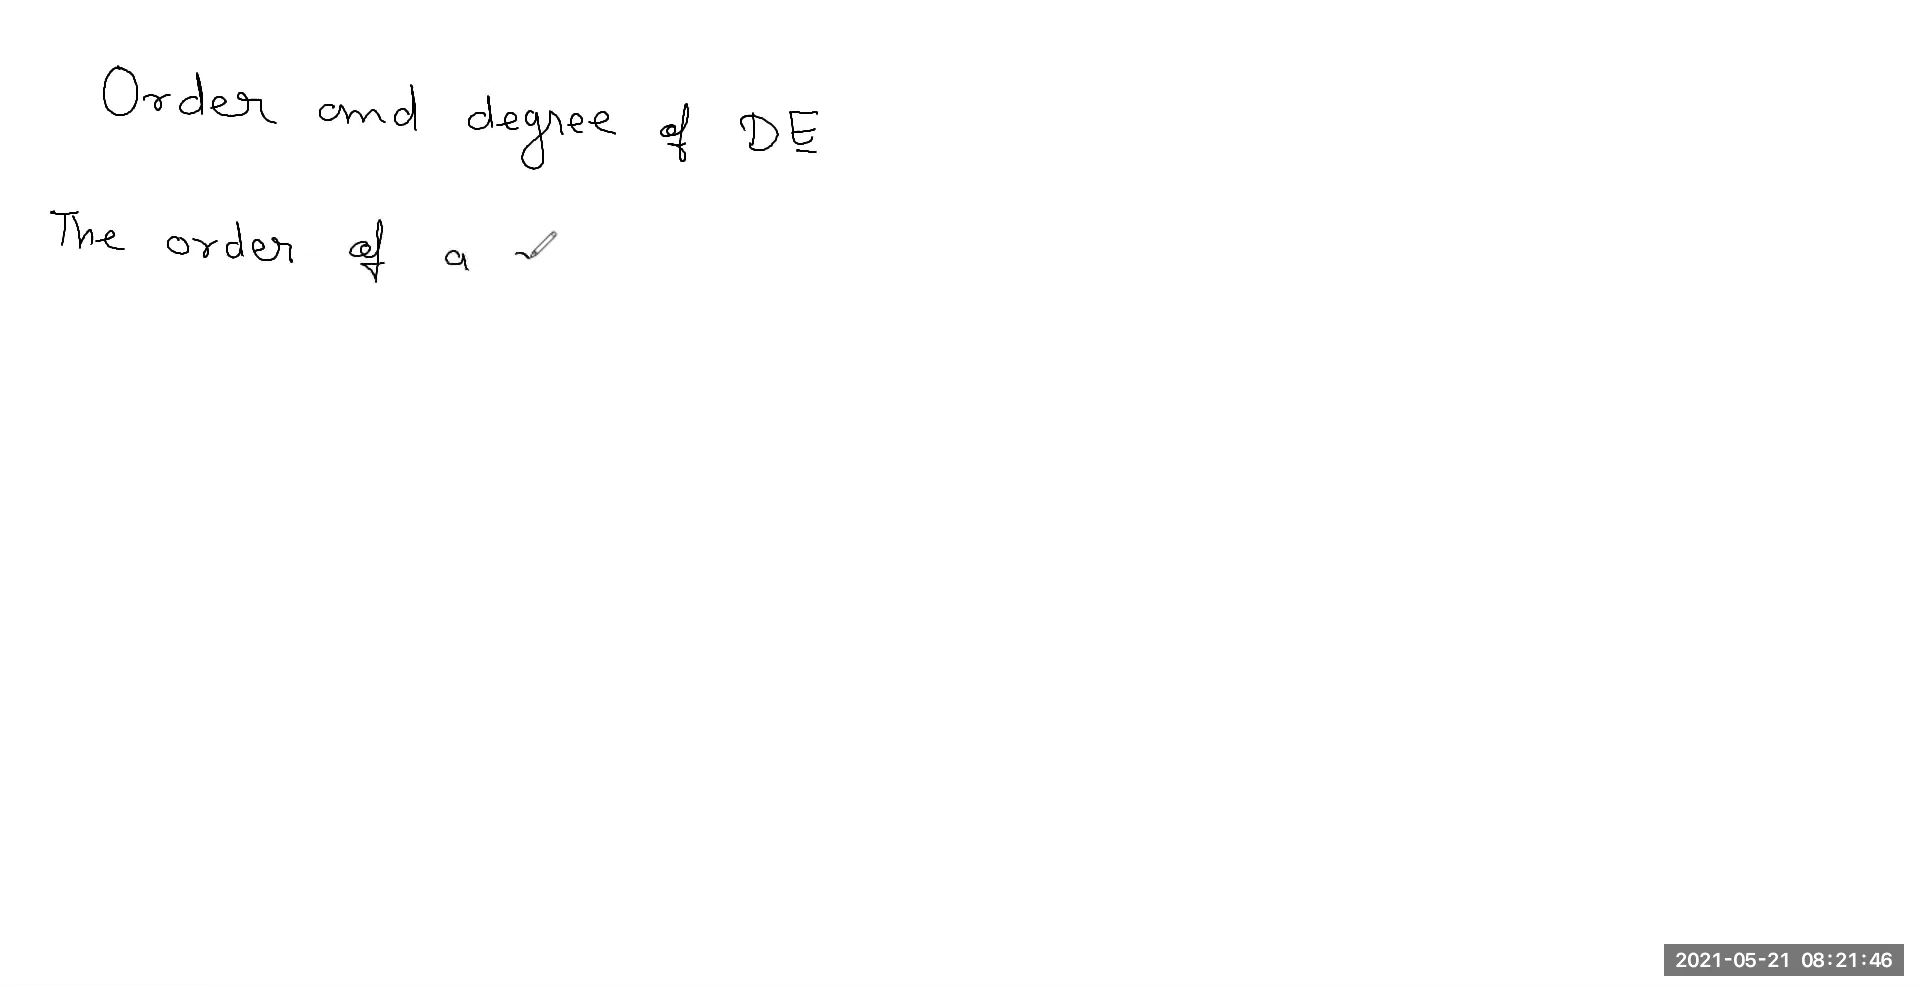 Order and degree of DE
The order of a
2021-05-21 08:21:46